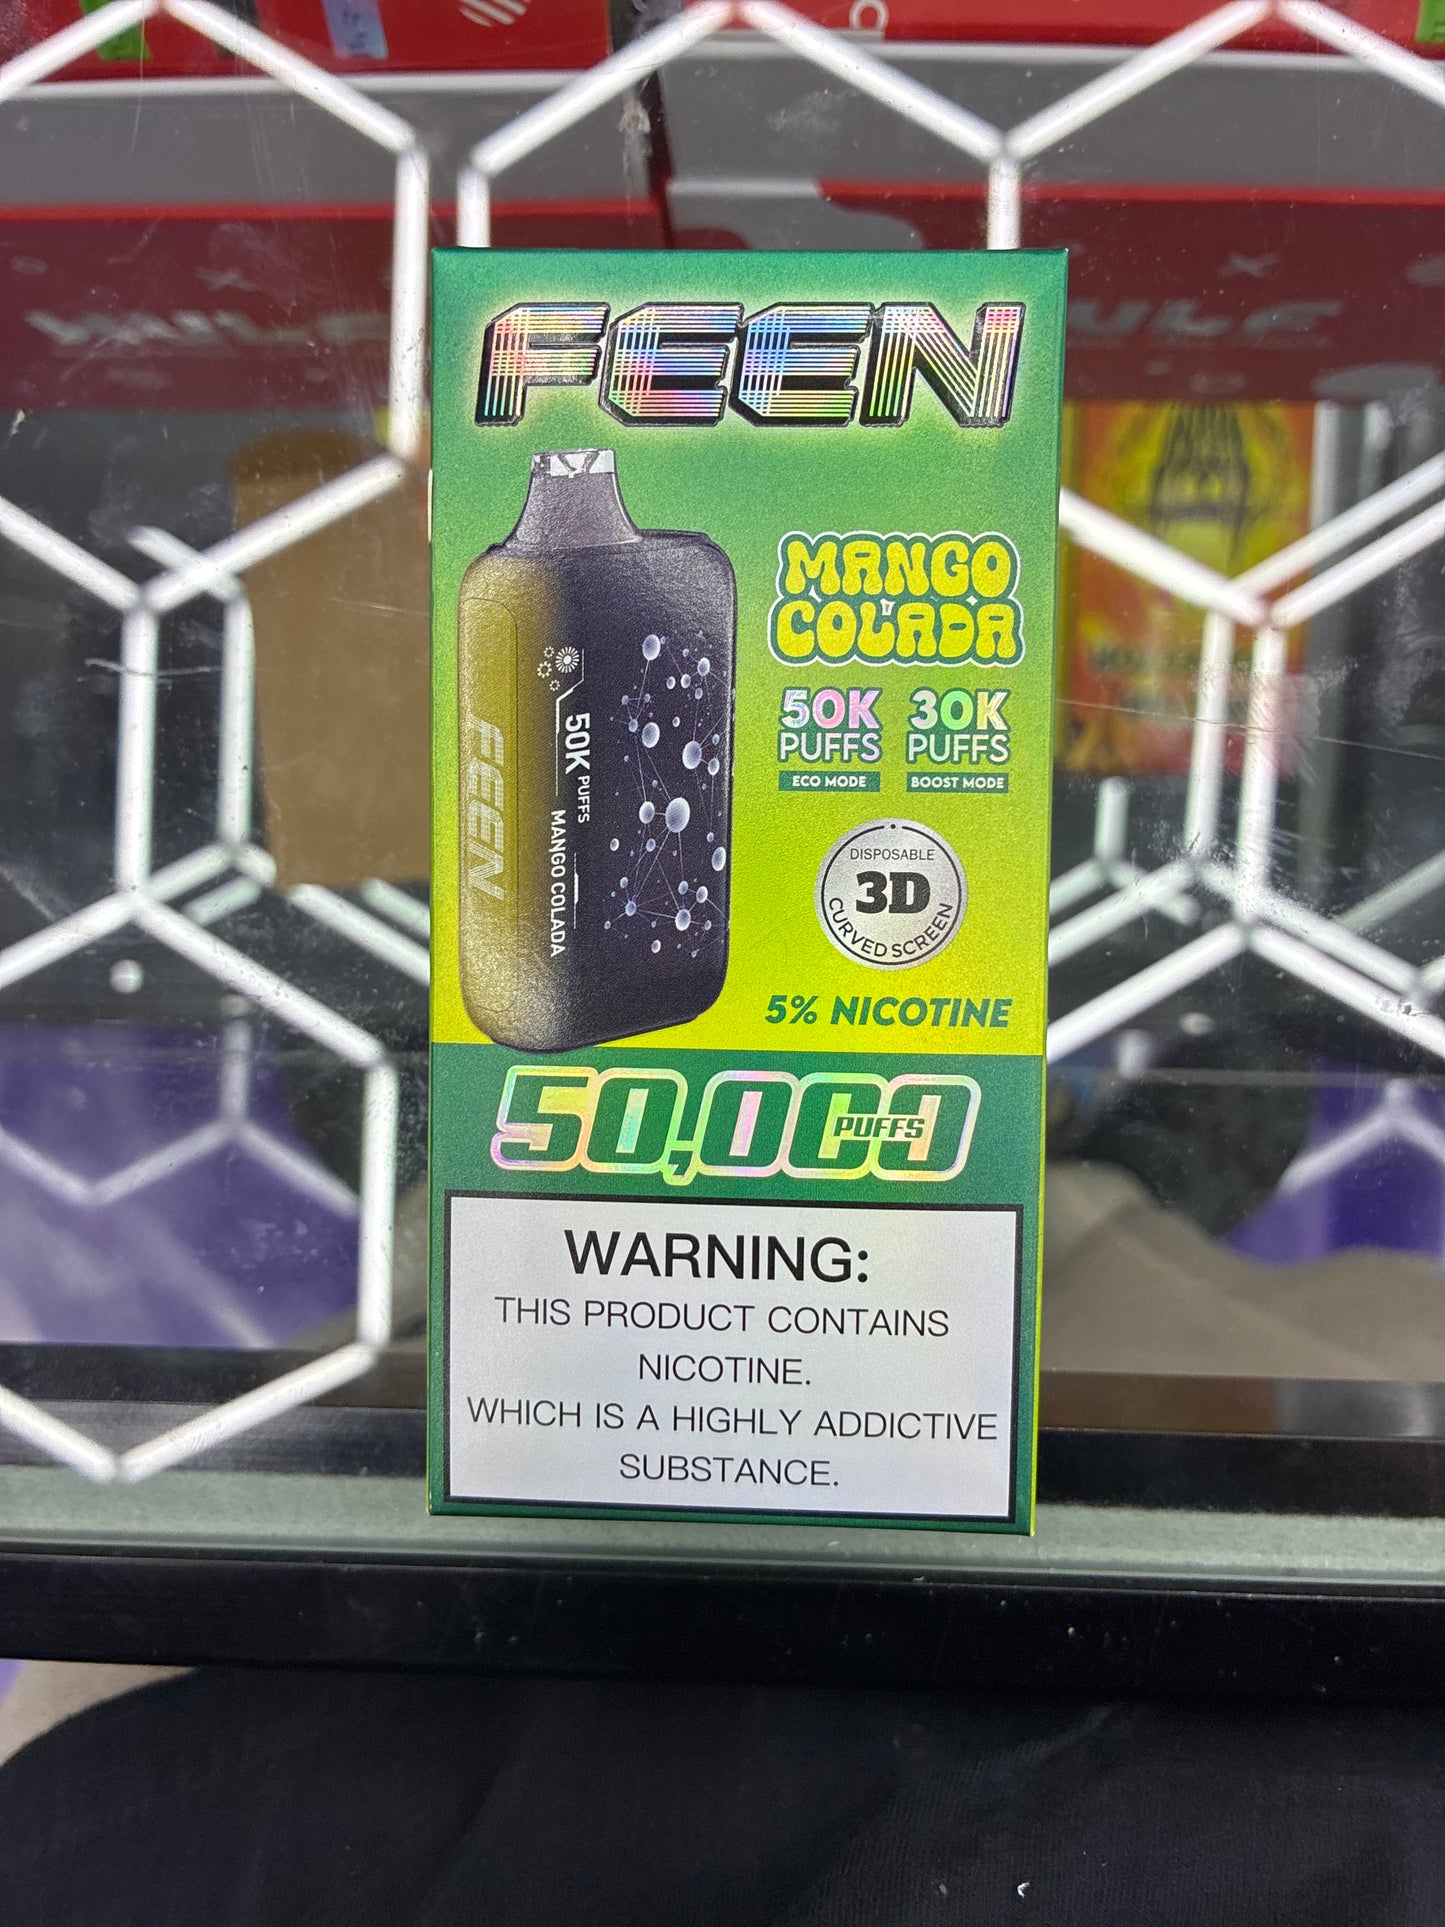 FEEN
MANGO
COLADA
50K
PUFFS
ECO MODE
30K
PUFFS
BOOST MODE
FEEN
50K PUFFS
MANGO COLADA
DISPOSABLE
3D
CURVED SCREEN
5% NICOTINE
50,000
PUFFS
WARNING:
THIS PRODUCT CONTAINS
NICOTINE.
WHICH IS A HIGHLY ADDICTIVE
SUBSTANCE.